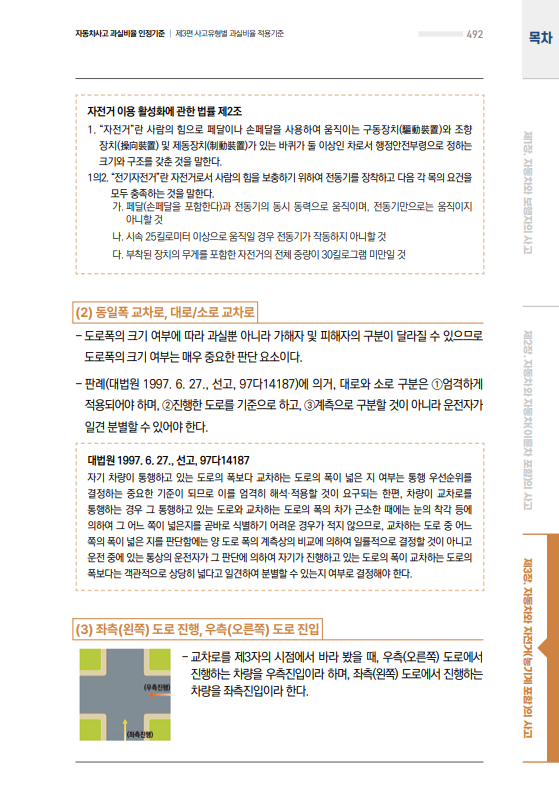 자동차사고 과실비율 인정기준 | 제3편 사고유형별 과실비율 적용기준
492
목차
자전거 이용 활성화에 관한 법률 제2조
1. “자전거”란 사람의 힘으로 페달이나 손페달을 사용하여 움직이는 구동장치(驅動裝置)와 조향
장치(操向裝置) 및 제동장치(制動裝置)가 있는 바퀴가 둘 이상인 차로서 행정안전부령으로 정하는
크기와 구조를 갖춘 것을 말한다.
1의2. “전기자전거”란 자전거로서 사람의 힘을 보충하기 위하여 전동기를 장착하고 다음 각 목의 요건을
모두 충족하는 것을 말한다.
가. 페달(손페달을 포함한다)과 전동기의 동시 동력으로 움직이며, 전동기만으로는 움직이지
아니할 것
나. 시속 25킬로미터 이상으로 움직일 경우 전동기가 작동하지 아니할 것
다. 부착된 장치의 무게를 포함한 자전거의 전체 중량이 30킬로그램 미만일 것
(2) 동일폭 교차로, 대로/소로 교차로
– 도로폭의 크기 여부에 따라 과실뿐 아니라 가해자 및 피해자의 구분이 달라질 수 있으므로
도로폭의 크기 여부는 매우 중요한 판단 요소이다.
– 판례(대법원 1997. 6. 27., 선고, 97다14187)에 의거, 대로와 소로 구분은 ①엄격하게
적용되어야 하며, ②진행한 도로를 기준으로 하고, ③계측으로 구분할 것이 아니라 운전자가
일견 분별할 수 있어야 한다.
대법원 1997. 6. 27., 선고, 97다14187
자기 차량이 통행하고 있는 도로의 폭보다 교차하는 도로의 폭이 넓은 지 여부는 통행 우선순위를
결정하는 중요한 기준이 되므로 이를 엄격히 해석·적용할 것이 요구되는 한편, 차량이 교차로를
통행하는 경우 그 통행하고 있는 도로와 교차하는 도로의 폭의 차가 근소한 때에는 눈의 착각 등에
의하여 그 어느 쪽이 넓은지를 곧바로 식별하기 어려운 경우가 적지 않으므로, 교차하는 도로 중 어느
쪽의 폭이 넓은 지를 판단함에는 양 도로 폭의 계측상의 비교에 의하여 일률적으로 결정할 것이 아니고
운전 중에 있는 통상의 운전자가 그 판단에 의하여 자기가 진행하고 있는 도로의 폭이 교차하는 도로의
폭보다는 객관적으로 상당히 넓다고 일견하여 분별할 수 있는지 여부로 결정해야 한다.
(3) 좌측(왼쪽) 도로 진행, 우측(오른쪽) 도로 진입
(우측진행)
(좌측진행)
– 교차로를 제3자의 시점에서 바라 봤을 때, 우측(오른쪽) 도로에서
진행하는 차량을 우측진입이라 하며, 좌측(왼쪽) 도로에서 진행하는
차량을 좌측진입이라 한다.
제1장. 자동차와 보행자의 사고
제2장. 자동차와 자동차(이륜차 포함)의 사고
제3장. 자동차와 자전거(농기계 포함)의 사고